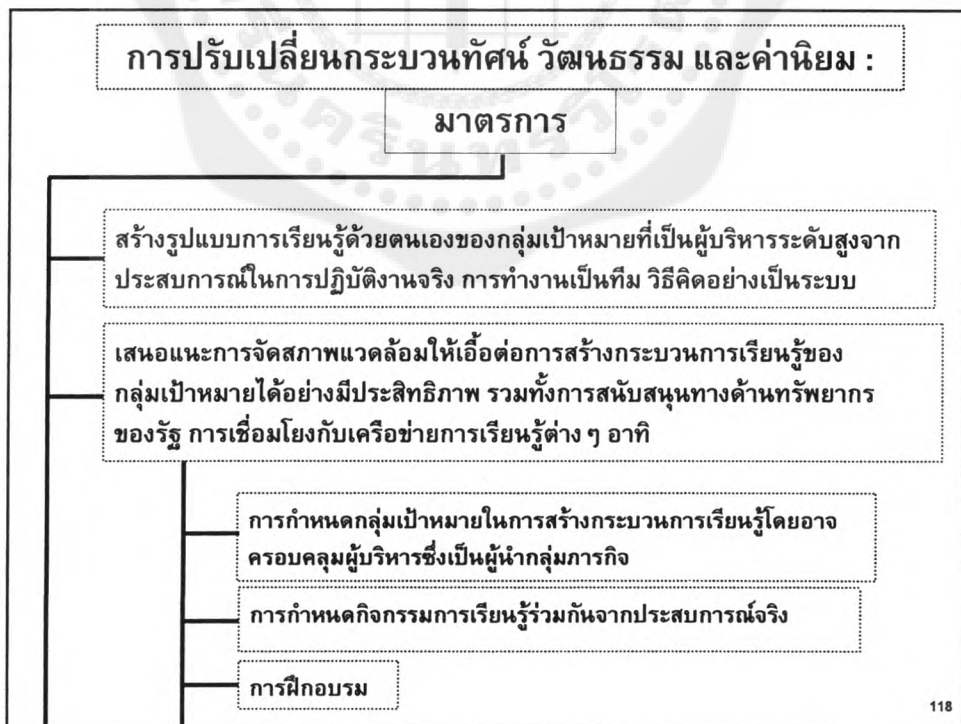 การปรับเปลี่ยนกระบวนทัศน์ วัฒนธรรม และค่านิยม :
มาตรการ
สร้างรูปแบบการเรียนรู้ด้วยตนเองของกลุ่มเป้าหมายที่เป็นผู้บริหารระดับสูงจาก
ประสบการณ์ในการปฏิบัติงานจริง การทำงานเป็นทีม วิธีคิดอย่างเป็นระบบ
เสนอแนะการจัดสภาพแวดล้อมให้เอื้อต่อการสร้างกระบวนการเรียนรู้ของ
กลุ่มเป้าหมายได้อย่างมีประสิทธิภาพ รวมทั้งการสนับสนุนทางด้านทรัพยากร
ของรัฐ การเชื่อมโยงกับเครือข่ายการเรียนรู้ต่าง ๆ อาทิ
การกำหนดกลุ่มเป้าหมายในการสร้างกระบวนการเรียนรู้โดยอาจ
ครอบคลุมผู้บริหารซึ่งเป็นผู้นำกลุ่มภารกิจ
การกำหนดกิจกรรมการเรียนรู้ร่วมกันจากประสบการณ์จริง
การฝึกอบรม
118